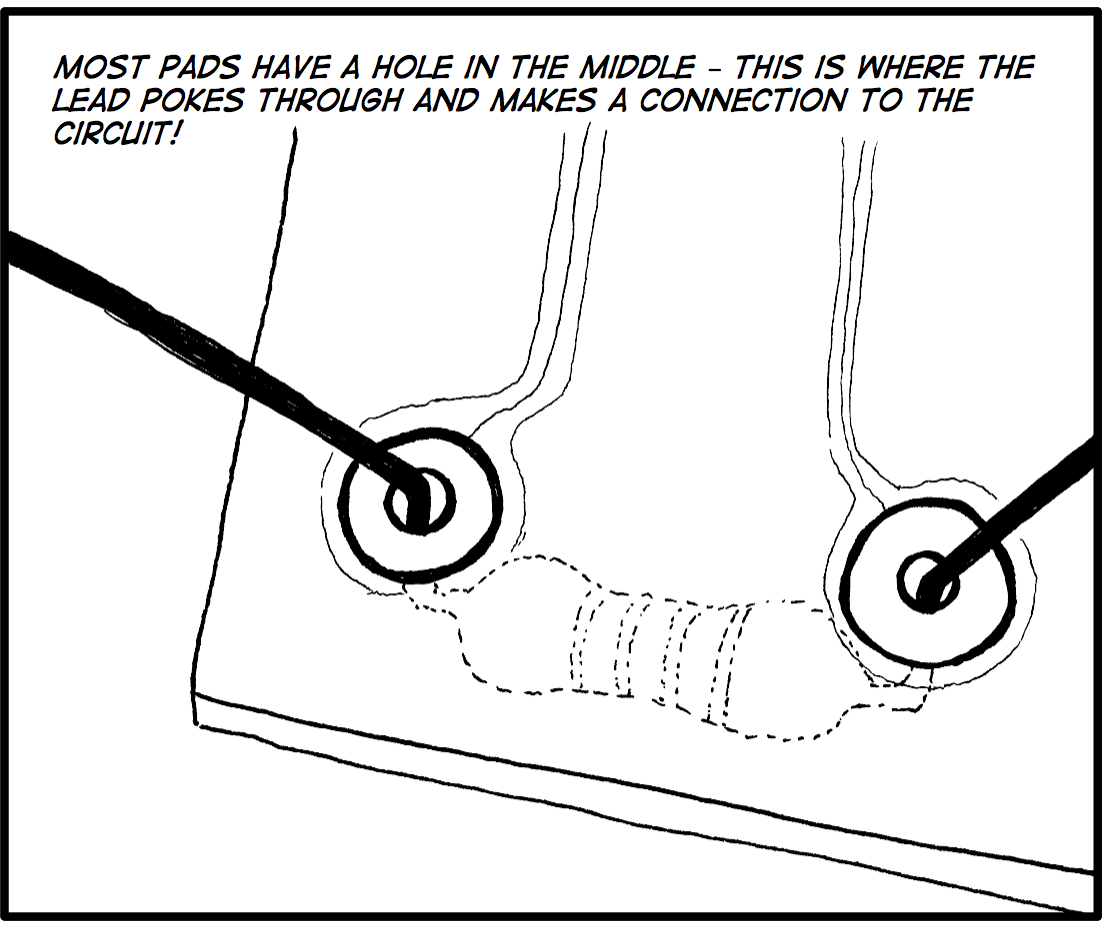 MOST PADS HAVE A HOLE IN THE MIDDLE - THIS IS WHERE THE
LEAD POKES THROUGH AND MAKES A CONNECTION TO THE
CIRCUIT!